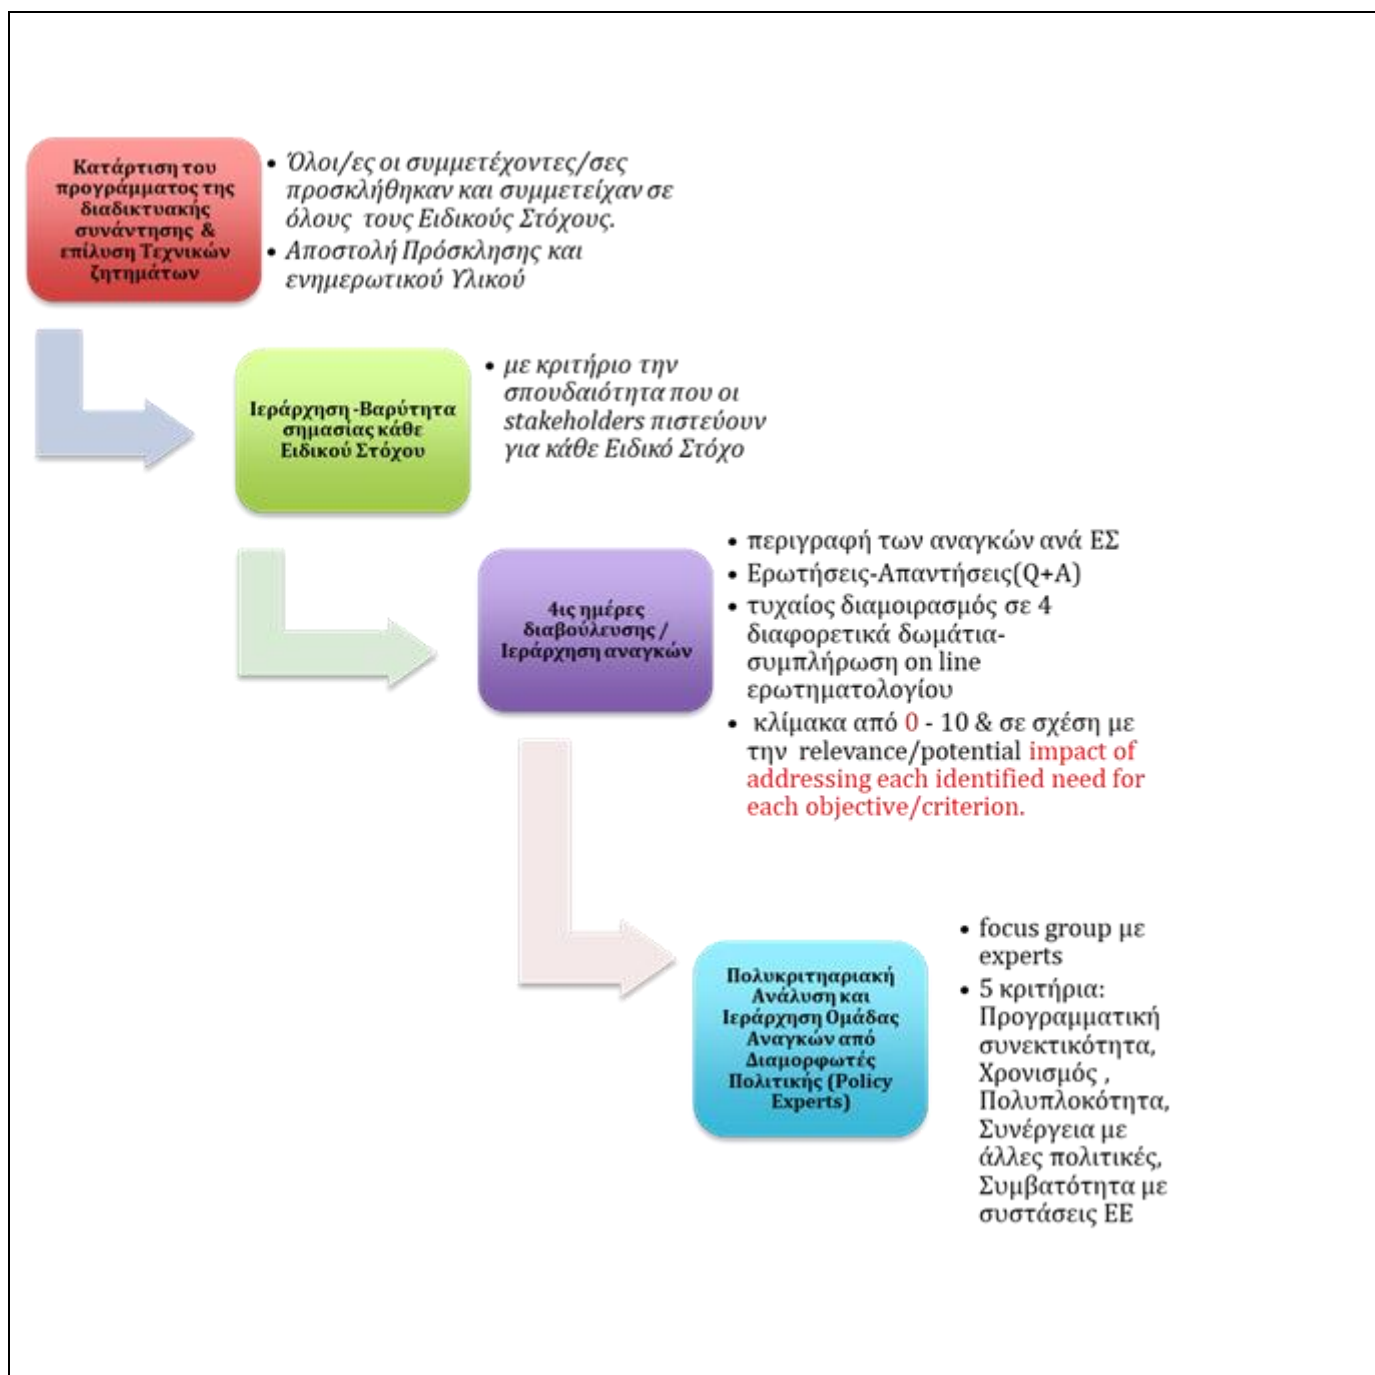 Κατάρτιση του
προγράμματος της
διαδικτυακής
συνάντησης &
επίλυση Τεχνικών
ζητημάτων
• Όλοι/ες οι συμμετέχοντες/σες
προσκλήθηκαν και συμμετείχαν σε
όλους τους Ειδικούς Στόχους.
• Αποστολή Πρόσκλησης και
ενημερωτικού Υλικού
Ιεράρχηση -Βαρύτητα
σημασίας κάθε
Ειδικού Στόχου
• με κριτήριο την
σπουδαιότητα που οι
stakeholders πιστεύουν
για κάθε Ειδικό Στόχο
4ις ημέρες
διαβούλευσης /
Ιεράρχηση αναγκών
• περιγραφή των αναγκών ανά ΕΣ
• Ερωτήσεις-Απαντήσεις(Q+A)
• τυχαίος διαμοιρασμός σε 4
διαφορετικά δωμάτια-
συμπλήρωση on line
ερωτηματολογίου
• κλίμακα από 0 - 10 & σε σχέση με
την relevance/potential impact of
addressing each identified need for
each objective/criterion.
Πολυκριτηαριακή
Ανάλυση και
Ιεράρχηση Ομάδας
Αναγκών από
Διαμορφωτές
Πολιτικής (Policy
Experts)
• focus group με
experts
• 5 κριτήρια:
Προγραμματική
συνεκτικότητα,
Χρονισμός ,
Πολυπλοκότητα,
Συνέργεια με
άλλες πολιτικές,
Συμβατότητα με
συστάσεις ΕΕ